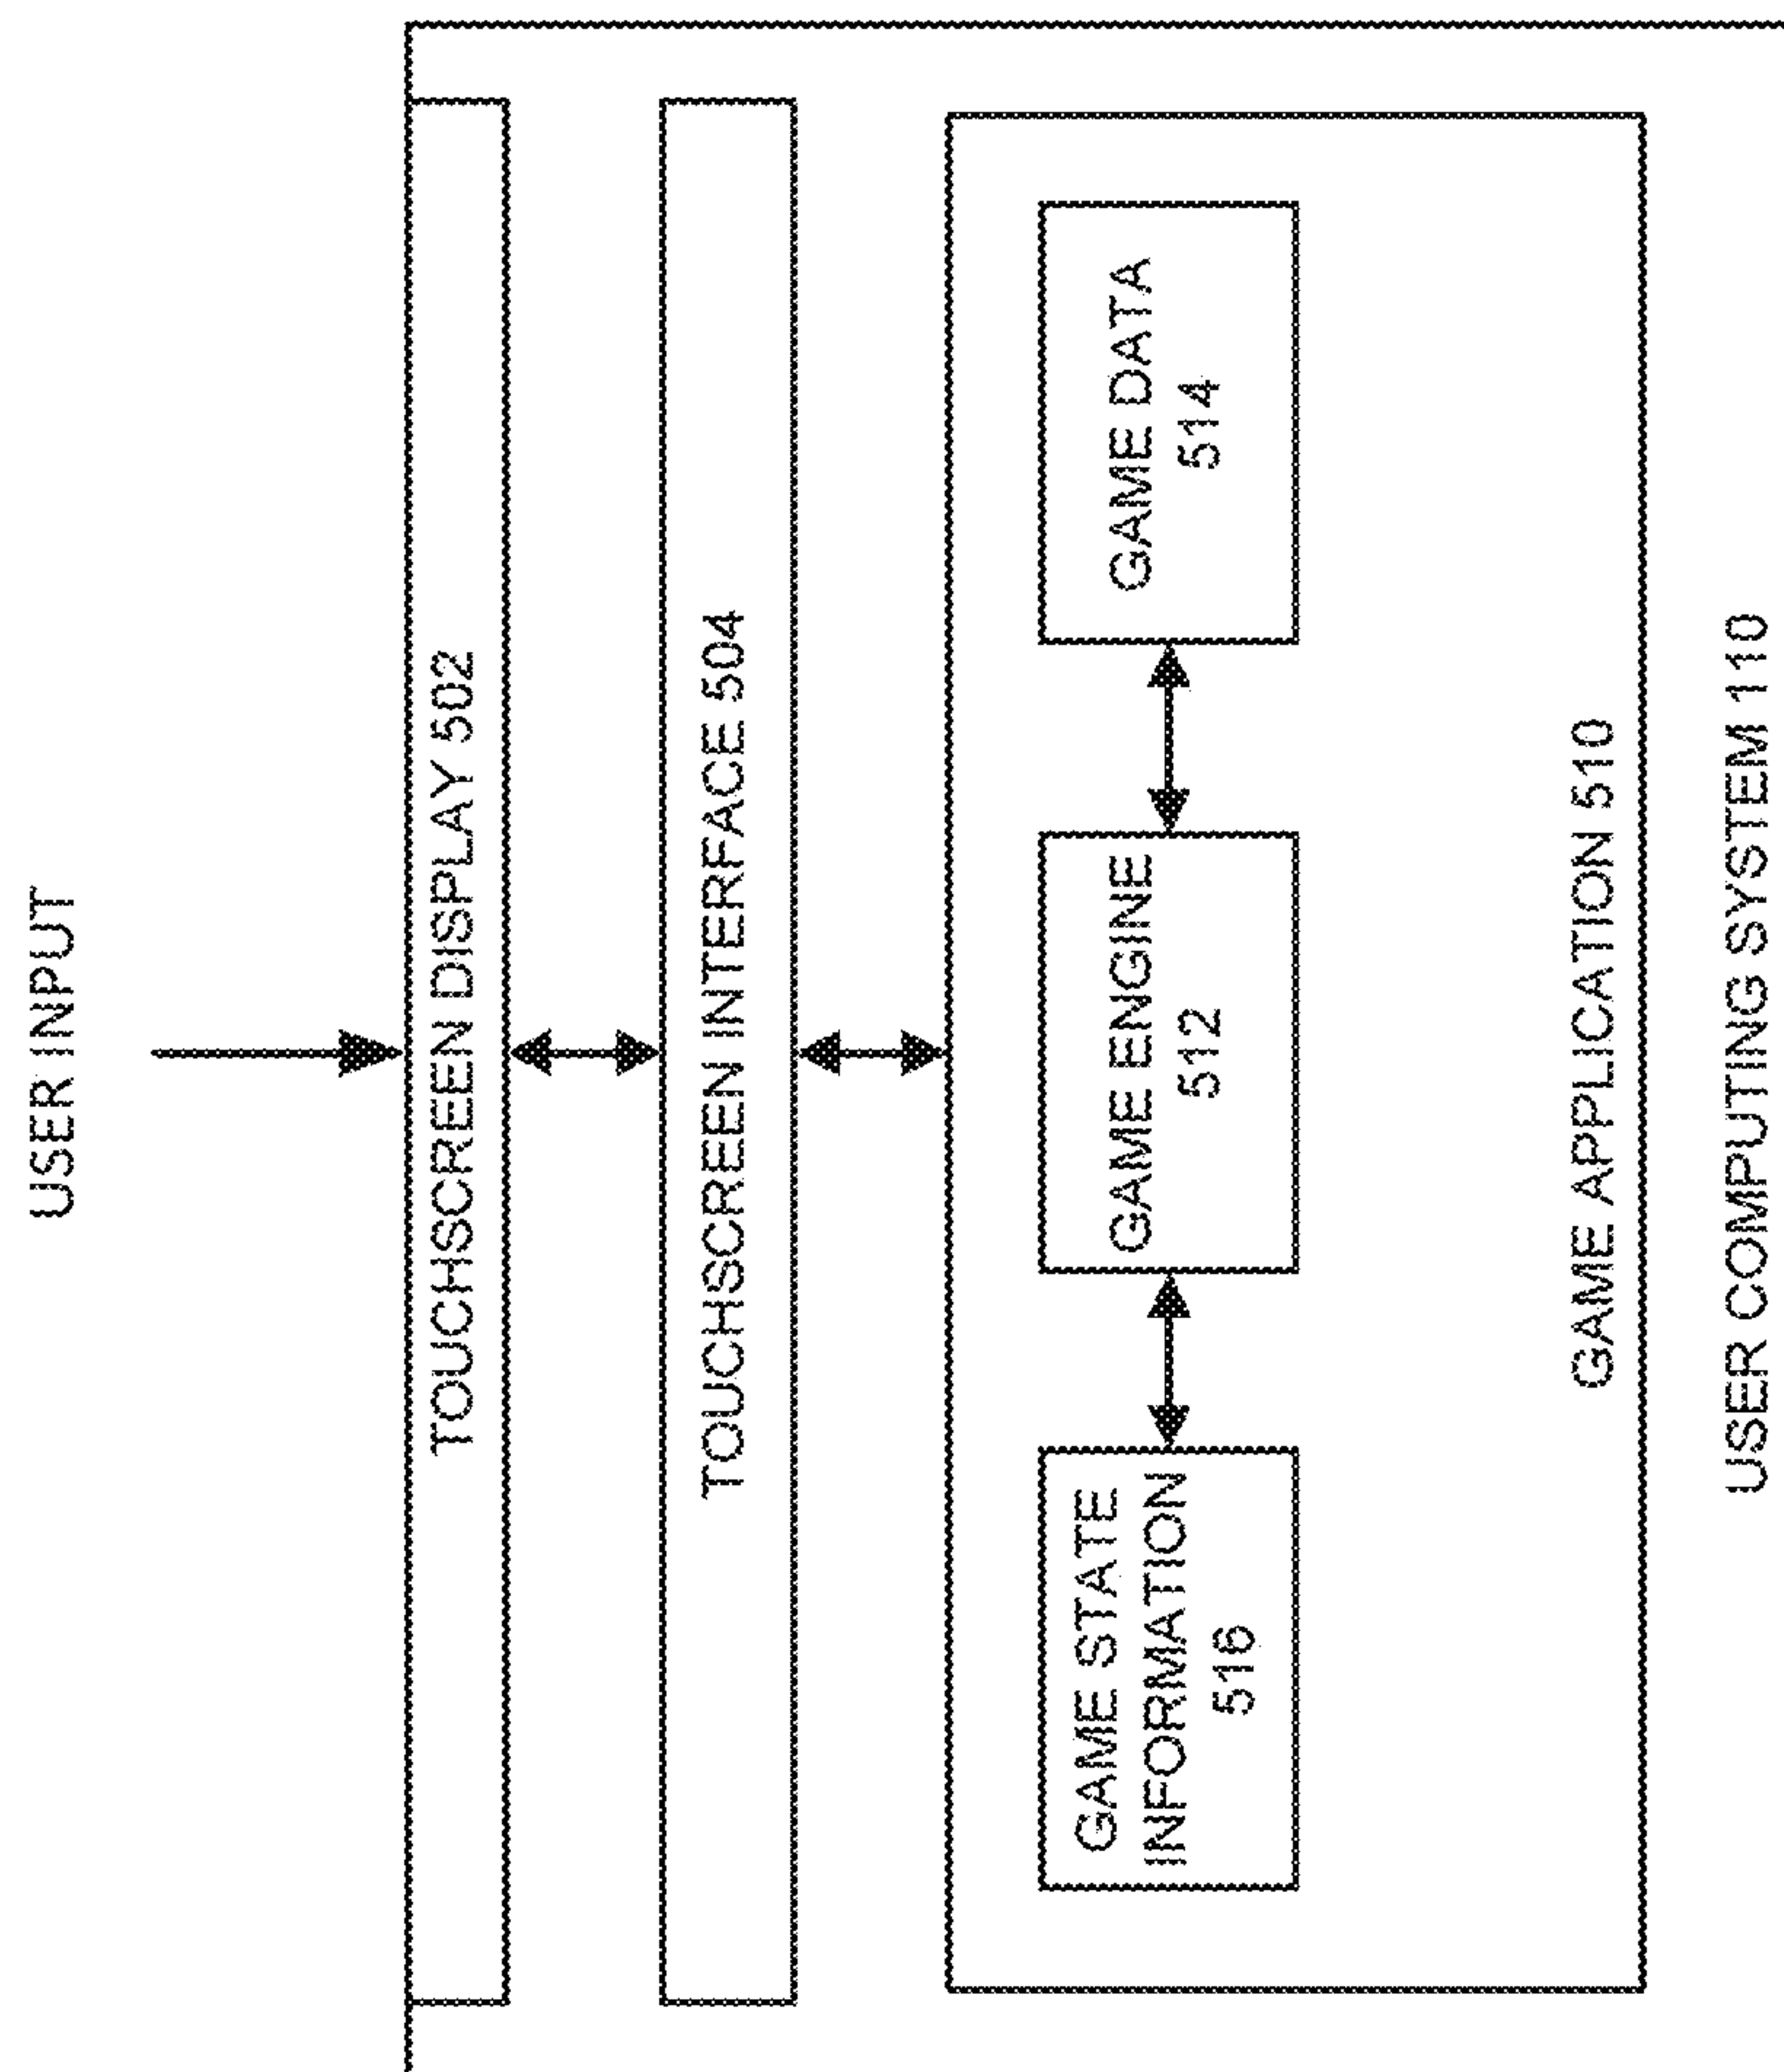 USER INPUT
TOUCHSCREEN DISPLAY 502
TOUCHSCREEN INTERFACE 504
GAME STATE
INFORMATION
516
GAME ENGINE
512
GAME DATA
514
GAME APPLICATION 510
USER COMPUTING SYSTEM 110